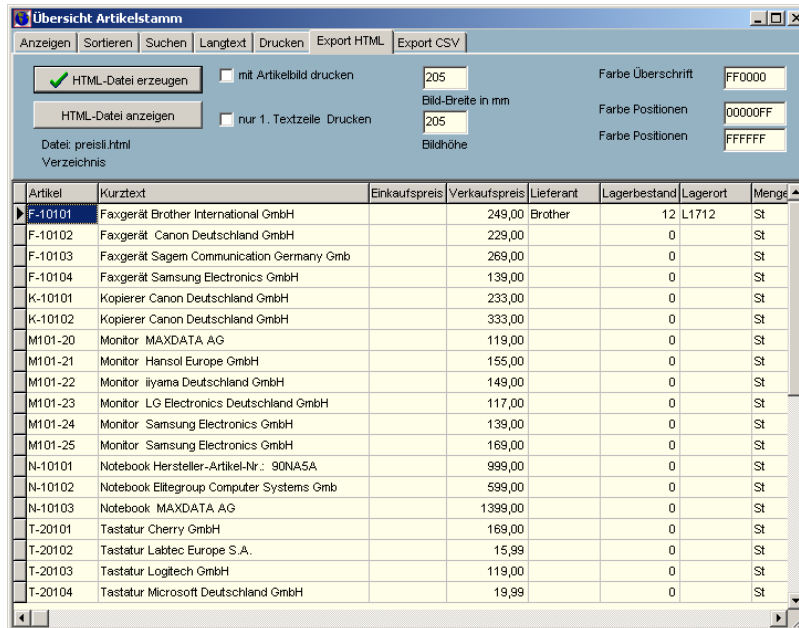 Übersicht Artikelstamm
Anzeigen Sortieren Suchen Langtext Drucken Export HTML Export CSV
HTML-Datei erzeugen mit Artikelbild drucken 205 Farbe Überschrift FF0000
Bild-Breite in mm
HTML-Datei anzeigen nur 1. Textzeile Drucken 205 Farbe Positionen 00000FF
Datei: preisli.html Bildhöhe Farbe Positionen FFFFFF
Verzeichnis
Artikel Kurztext Einkaufspreis Verkaufspreis Lieferant Lagerbestand Lagerort Menge
F-10101 Faxgerät Brother International GmbH 249,00 Brother 12 L1712 St
F-10102 Faxgerät Canon Deutschland GmbH 229,00 0 St
F-10103 Faxgerät Sagem Communication Germany Gmb 269,00 0 St
F-10104 Faxgerät Samsung Electronics GmbH 139,00 0 St
K-10101 Kopierer Canon Deutschland GmbH 233,00 0 St
K-10102 Kopierer Canon Deutschland GmbH 333,00 0 St
M101-20 Monitor MAXDATA AG 119,00 0 St
M101-21 Monitor Hansol Europe GmbH 155,00 0 St
M101-22 Monitor iiyama Deutschland GmbH 149,00 0 St
M101-23 Monitor LG Electronics Deutschland GmbH 117,00 0 St
M101-24 Monitor Samsung Electronics GmbH 139,00 0 St
M101-25 Monitor Samsung Electronics GmbH 169,00 0 St
N-10101 Notebook Hersteller-Artikel-Nr.: 90NA5A 999,00 0 St
N-10102 Notebook Elitegroup Computer Systems Gmb 599,00 0 St
N-10103 Notebook MAXDATA AG 1399,00 0 St
T-20101 Tastatur Cherry GmbH 169,00 0 St
T-20102 Tastatur Labtec Europe S.A. 15,99 0 St
T-20103 Tastatur Logitech GmbH 119,00 0 St
T-20104 Tastatur Microsoft Deutschland GmbH 19,99 0 St